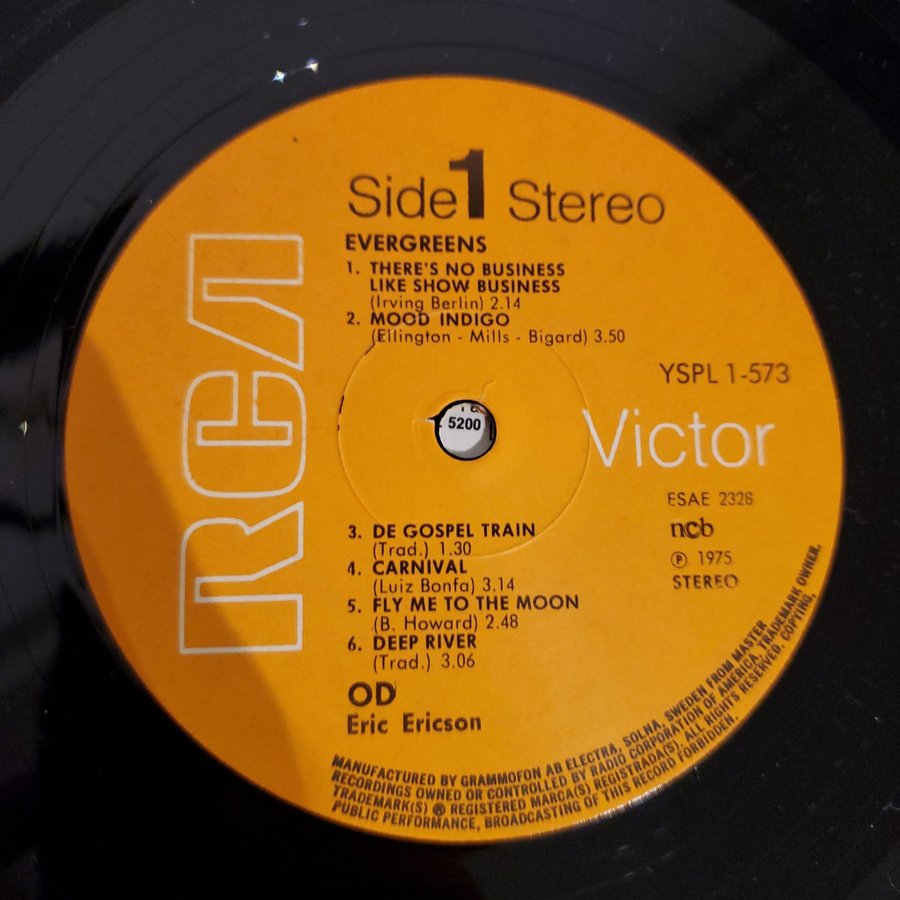 RCA
Side 1 Stereo
EVERGREENS
1. THERE'S NO BUSINESS
LIKE SHOW BUSINESS
(Irving Berlin) 2.14
2. MOOD INDIGO
(Ellington - Mills - Bigard) 3.50
YSPL 1-573
Victor
5200
ESAE 2328
ncb
Ⓟ 1975
STEREO
3. DE GOSPEL TRAIN
(Trad.) 1.30
4. CARNIVAL
(Luiz Bonfa) 3.14
5. FLY ME TO THE MOON
(B. Howard) 2.48
6. DEEP RIVER
(Trad.) 3.06
OD
Eric Ericson
MANUFACTURED BY GRAMMOFON AB ELECTRA, SOLNA, SWEDEN FROM MASTER
RECORDINGS OWNED OR CONTROLLED BY RADIO CORPORATION OF AMERICA, TRADEMARK OWNER.
TRADEMARK(S) ® REGISTERED MARCA(S) REGISTRADA(S) ALL RIGHTS RESERVED. COPYING,
PUBLIC PERFORMANCE, BROADCASTING OF THIS RECORD FORBIDDEN.